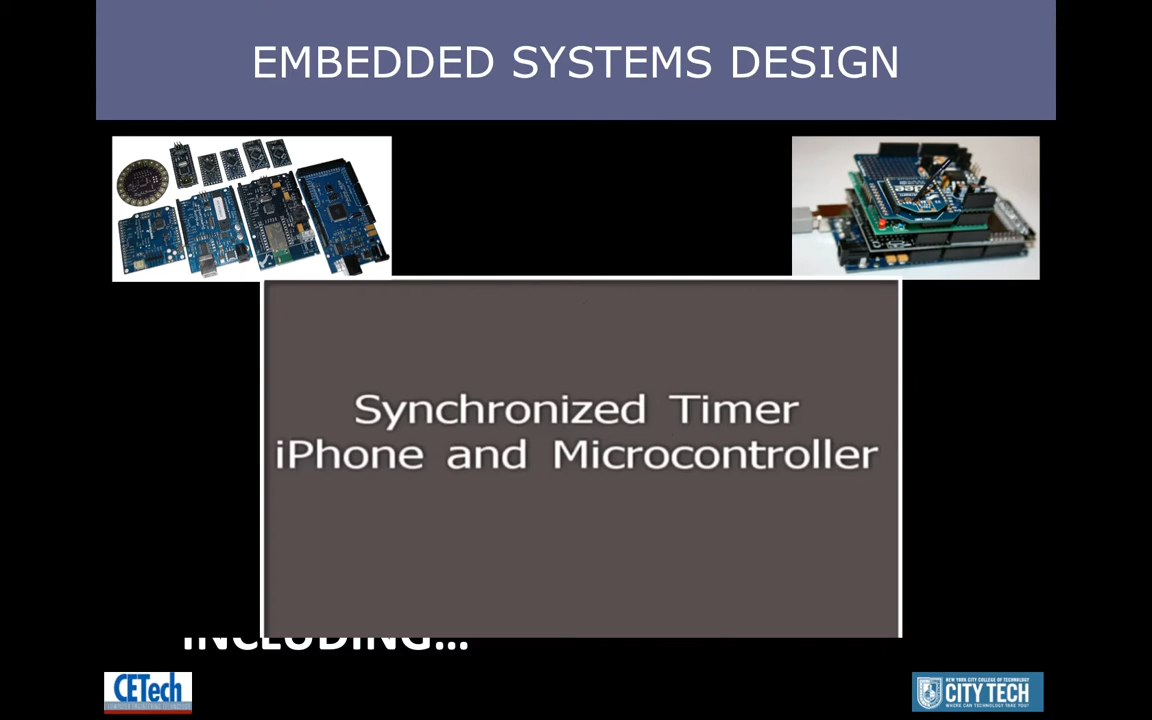 EMBEDDED SYSTEMS DESIGN
Synchronized Timer
iPhone and Microcontroller
INCLUDING...
CETech
NEW YORK CITY COLLEGE OF TECHNOLOGY
CITY TECH
WHERE CAN TECHNOLOGY TAKE YOU?